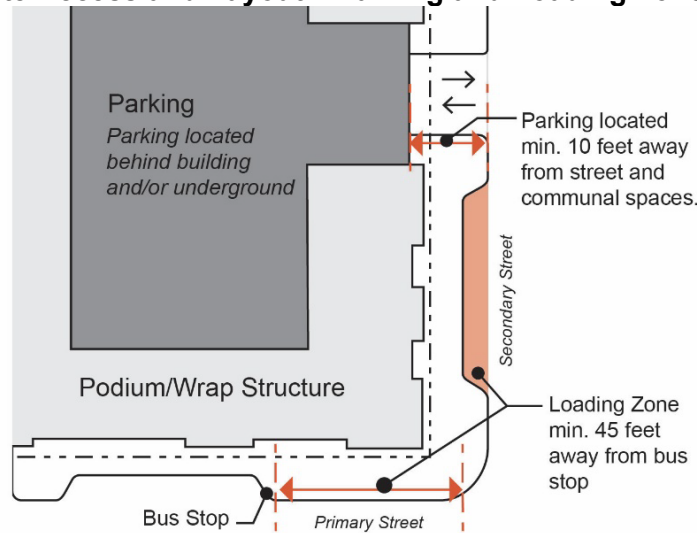 Parking
Parking located
behind building
and/or underground
Parking located
min. 10 feet away
from street and
communal spaces.
Secondary Street
Podium/Wrap Structure
Loading Zone
min. 45 feet
away from bus
stop
Bus Stop
Primary Street